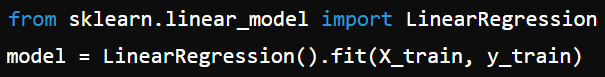 from sklearn.linear_model import LinearRegression
model = LinearRegression().fit(X_train, y_train)